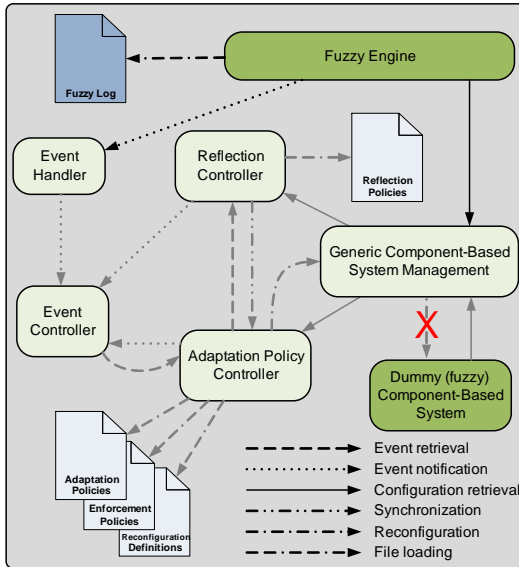 Fuzzy Engine
Fuzzy Log
Event
Handler
Reflection
Controller
Reflection
Policies
Generic Component-Based
System Management
Event
Controller
X
Adaptation Policy
Controller
Dummy (fuzzy)
Component-Based
System
Adaptation
Policies
Enforcement
Policies
Reconfiguration
Definitions
Event retrieval
Event notification
Configuration retrieval
Synchronization
Reconfiguration
File loading